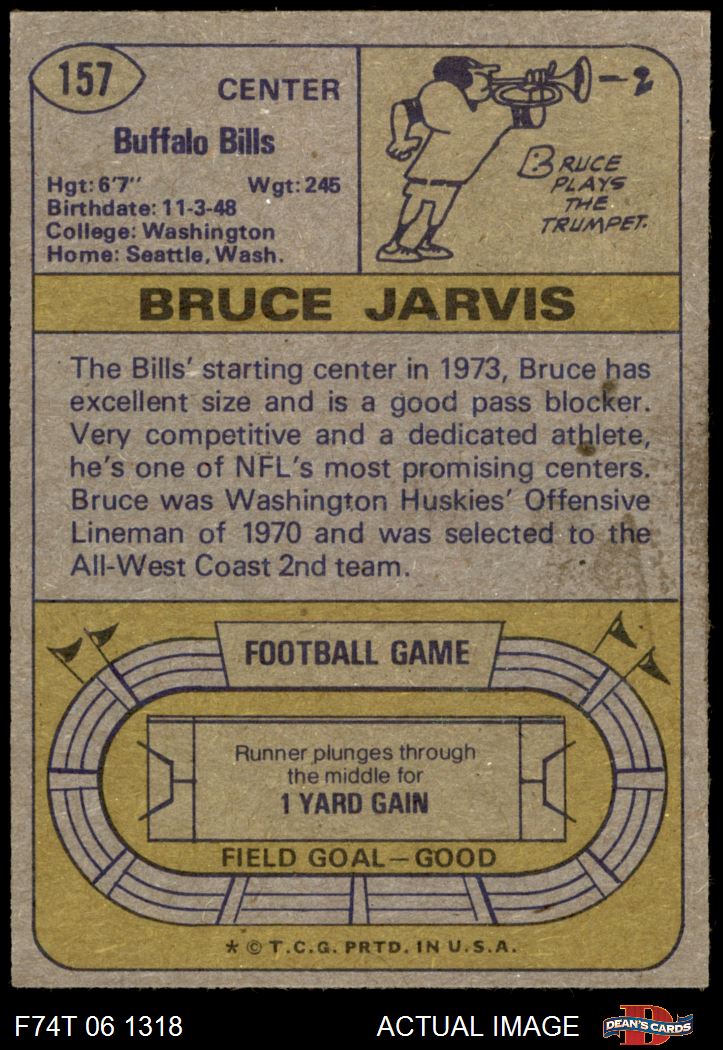 157
CENTER
Buffalo Bills
Hgt: 6'7" Wgt: 245
Birthdate: 11-3-48
College: Washington
Home: Seattle, Wash.
BRUCE
PLAYS
THE
TRUMPET.
BRUCE JARVIS
The Bills' starting center in 1973, Bruce has
excellent size and is a good pass blocker.
Very competitive and a dedicated athlete,
he's one of NFL's most promising centers.
Bruce was Washington Huskies' Offensive
Lineman of 1970 and was selected to the
All-West Coast 2nd team.
FOOTBALL GAME
Runner plunges through
the middle for
1 YARD GAIN
FIELD GOAL—GOOD
* © T.C.G. PRTD. IN U.S.A.
F74T 06 1318 ACTUAL IMAGE
D
DEAN'S CARDS